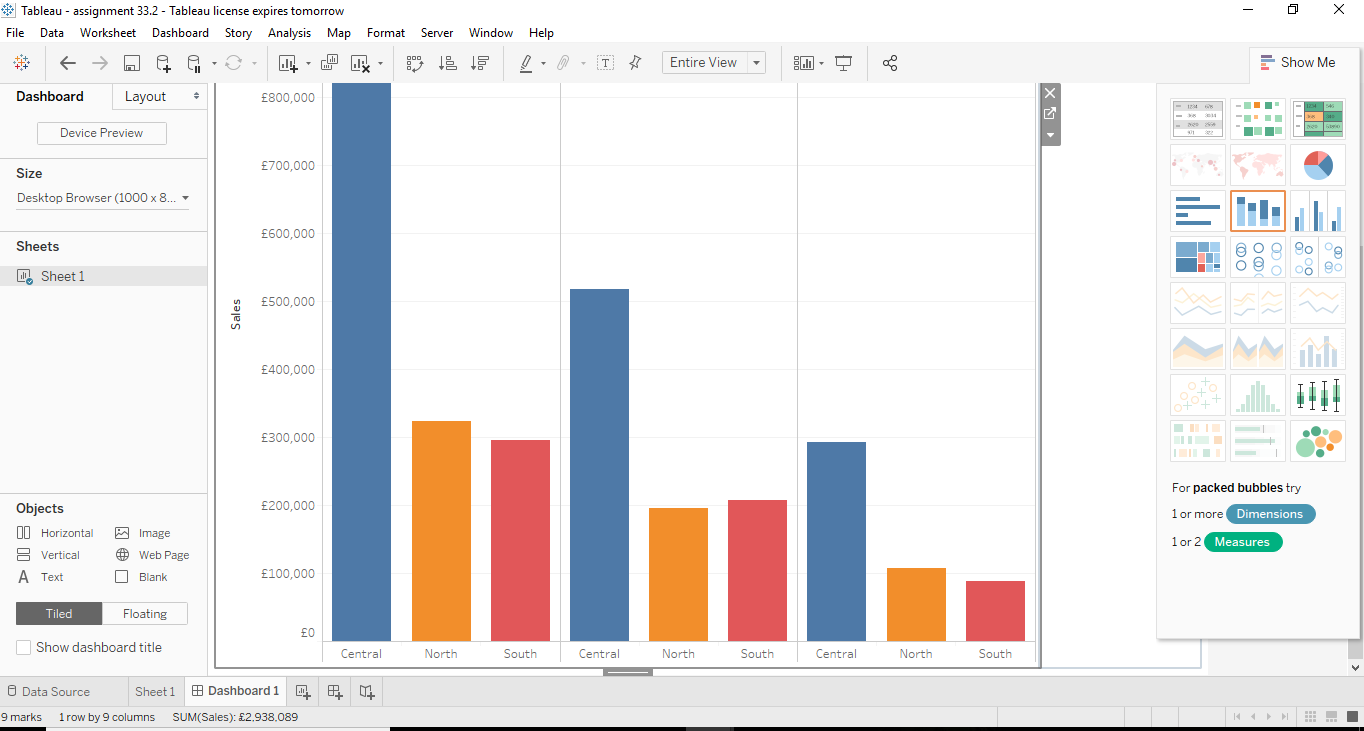 Tableau - assignment 33.2 - Tableau license expires tomorrow
File Data Worksheet Dashboard Story Analysis Map Format Server Window Help
Entire View
Show Me
Dashboard Layout
Device Preview
Size
Desktop Browser (1000 x 8...
Sheets
Sheet 1
Objects
Horizontal Image
Vertical Web Page
A Text Blank
Tiled Floating
Show dashboard title
Sales
£800,000
£700,000
£600,000
£500,000
£400,000
£300,000
£200,000
£100,000
£0
Central North South Central North South Central North South
For packed bubbles try
1 or more Dimensions
1 or 2 Measures
Data Source Sheet 1 Dashboard 1
9 marks 1 row by 9 columns SUM(Sales): £2,938,089